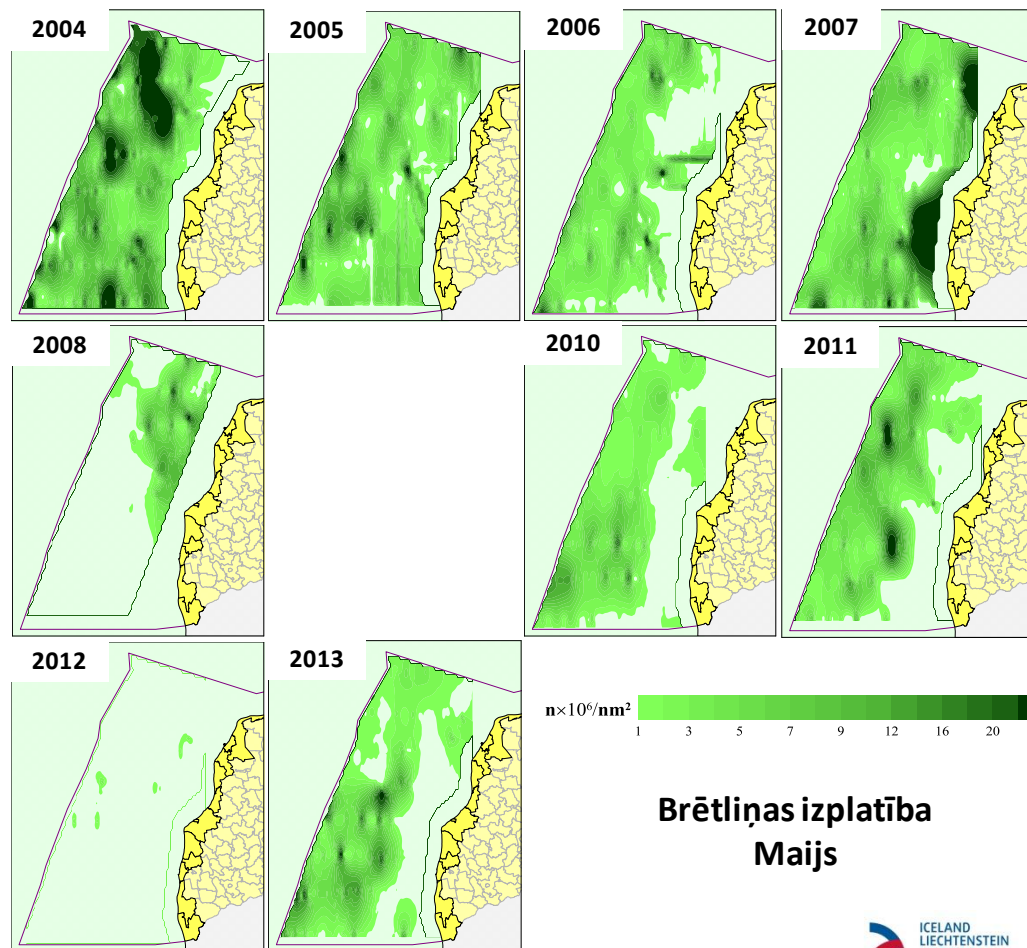 2004
2005
2006
2007
2008
2010
2011
2012
2013
n×10⁶/nm²
1 3 5 7 9 12 16 20
Brētliņas izplatība
Maijs
ICELAND
LIECHTENSTEIN